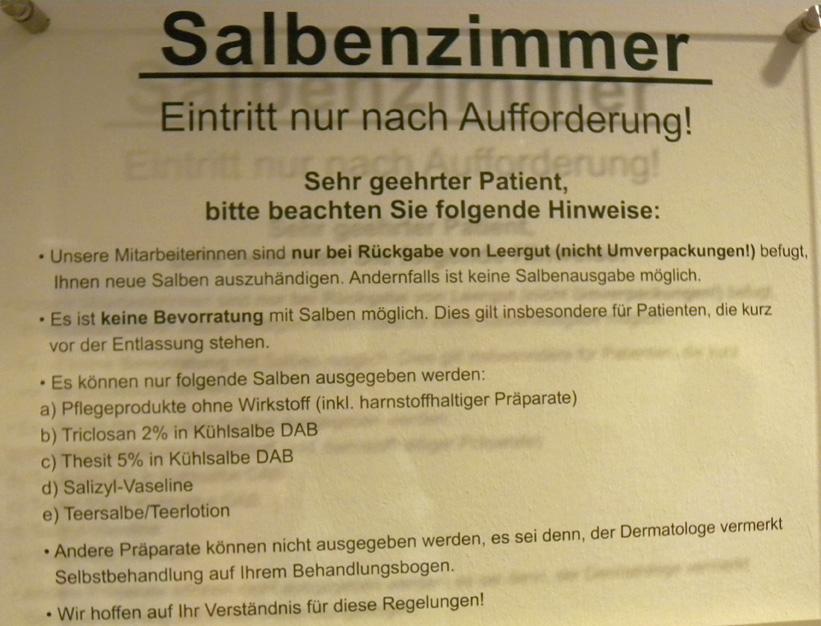 Salbenzimmer
Eintritt nur nach Aufforderung!
Sehr geehrter Patient,
bitte beachten Sie folgende Hinweise:
• Unsere Mitarbeiterinnen sind nur bei Rückgabe von Leergut (nicht Umverpackungen!) befugt,
Ihnen neue Salben auszuhändigen. Andernfalls ist keine Salbenausgabe möglich.
• Es ist keine Bevorratung mit Salben möglich. Dies gilt insbesondere für Patienten, die kurz
vor der Entlassung stehen.
• Es können nur folgende Salben ausgegeben werden:
a) Pflegeprodukte ohne Wirkstoff (inkl. harnstoffhaltiger Präparate)
b) Triclosan 2% in Kühlsalbe DAB
c) Thesit 5% in Kühlsalbe DAB
d) Salizyl-Vaseline
e) Teersalbe/Teerlotion
• Andere Präparate können nicht ausgegeben werden, es sei denn, der Dermatologe vermerkt
Selbstbehandlung auf Ihrem Behandlungsbogen.
• Wir hoffen auf Ihr Verständnis für diese Regelungen!